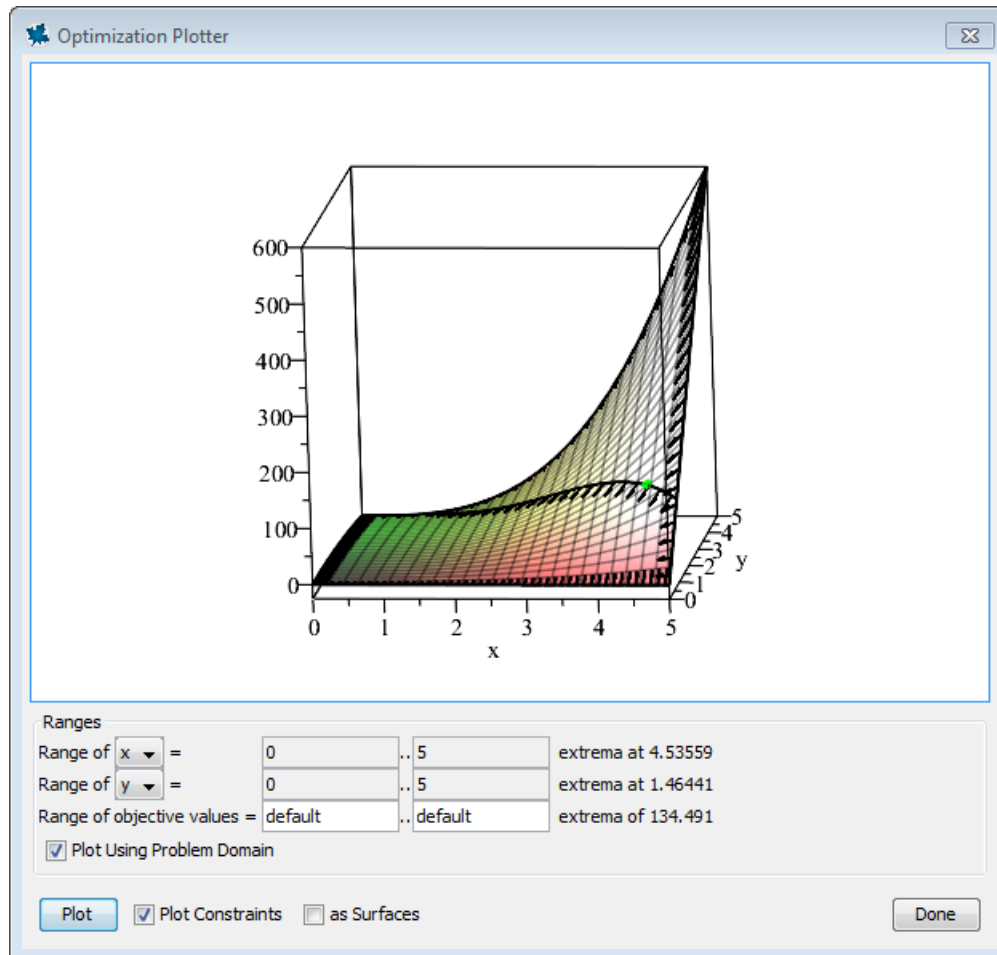 Optimization Plotter
600
500
400
300
200
100
0
0 1 2 3 4 5
x
0
1
2
3
4
5
y
Ranges
Range of x = 0 .. 5 extrema at 4.53559
Range of y = 0 .. 5 extrema at 1.46441
Range of objective values = default .. default extrema of 134.491
Plot Using Problem Domain
Plot Plot Constraints as Surfaces Done